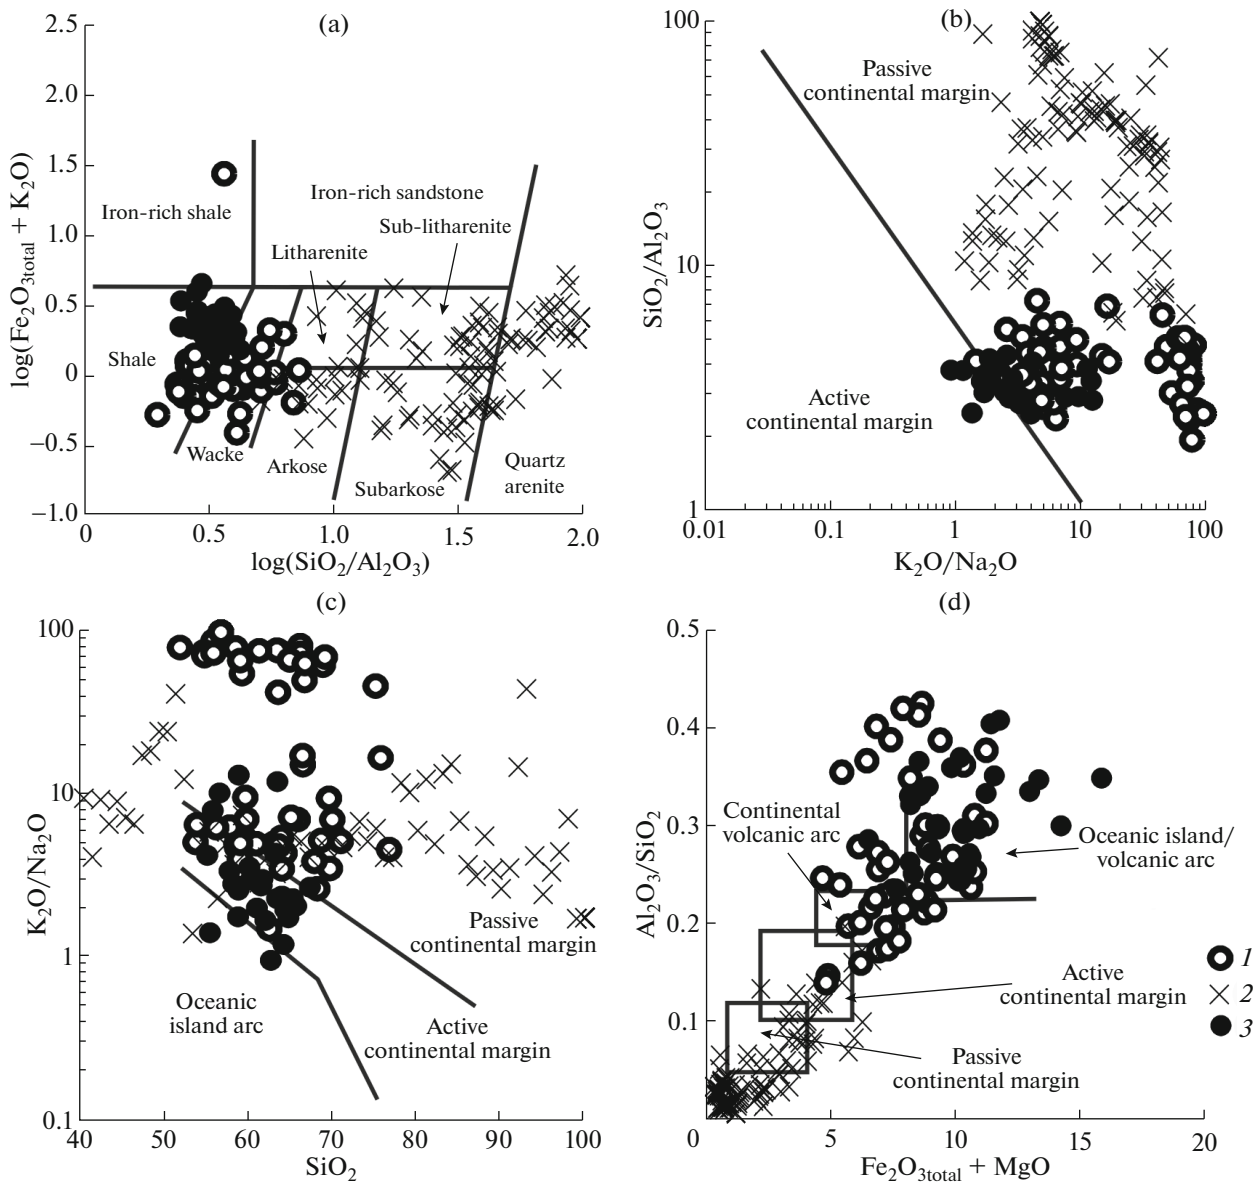 (a)
2.5
2.0
1.5
1.0
0.5
0
−0.5
−1.0
log(Fe₂O₃total + K₂O)
Iron-rich shale
Iron-rich sandstone
Sub-litharenite
Litharenite
Shale
Wacke
Arkose
Subarkose
Quartz
arenite
0 0.5 1.0 1.5 2.0
log(SiO₂/Al₂O₃)
(b)
100
10
1
SiO₂/Al₂O₃
Passive
continental margin
Active
continental margin
0.01 0.1 1 10 100
K₂O/Na₂O
(c)
100
10
1
0.1
K₂O/Na₂O
Passive
continental margin
Oceanic
island arc
Active
continental margin
40 50 60 70 80 90 100
SiO₂
(d)
0.5
0.4
0.3
0.2
0.1
Al₂O₃/SiO₂
Continental
volcanic arc
Oceanic island/
volcanic arc
Active
continental margin
Passive
continental margin
1
2
3
0 5 10 15 20
Fe₂O₃total + MgO